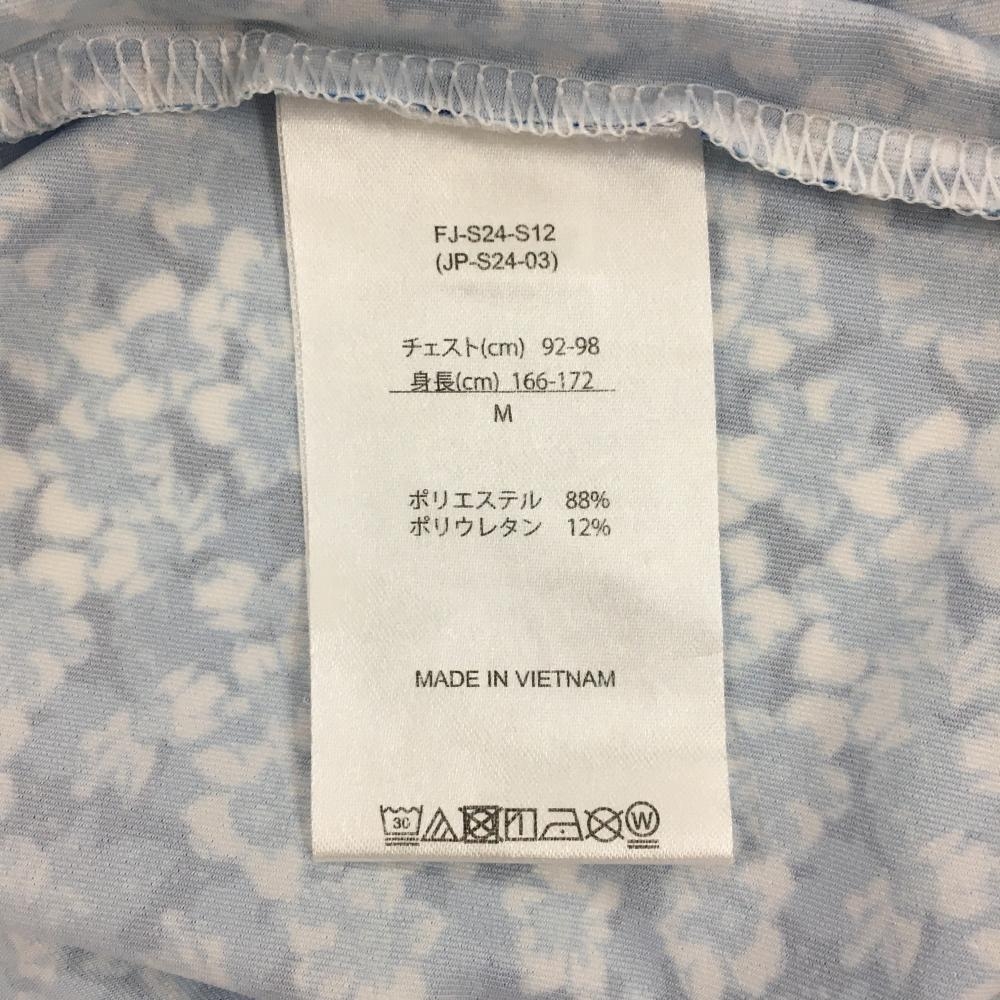 FJ-S24-S12
(JP-S24-03)
チェスト(cm) 92-98
身長(cm) 166-172
M
ポリエステル 88%
ポリウレタン 12%
MADE IN VIETNAM
30 W